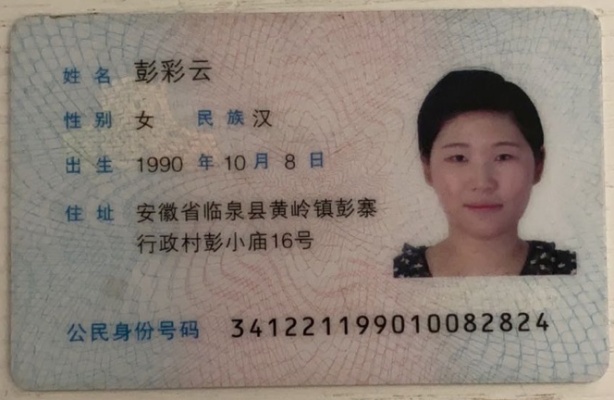 姓名 彭彩云
性别 女 民族 汉
出生 1990 年 10 月 8 日
住址 安徽省临泉县黄岭镇彭寨
行政村彭小庙16号
公民身份号码 341221199010082824